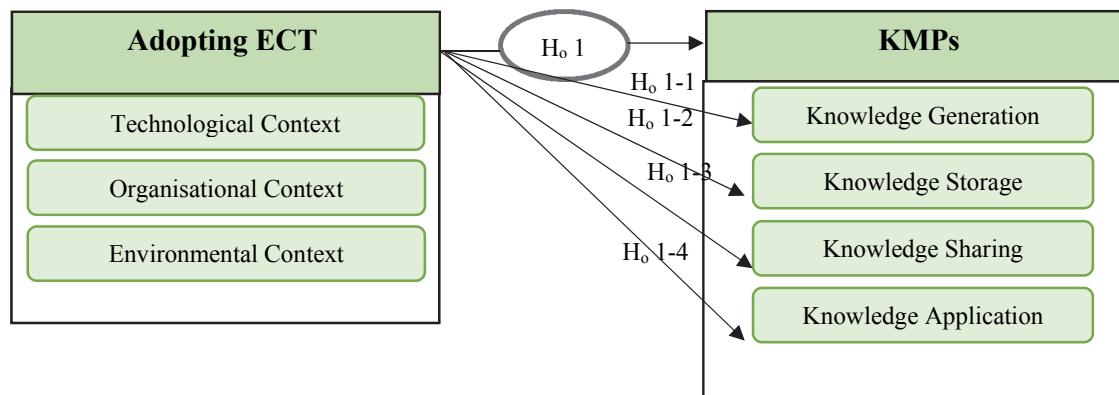 Adopting ECT
Technological Context
Organisational Context
Environmental Context
Hₒ 1
Hₒ 1-1
Hₒ 1-2
Hₒ 1-3
Hₒ 1-4
KMPs
Knowledge Generation
Knowledge Storage
Knowledge Sharing
Knowledge Application